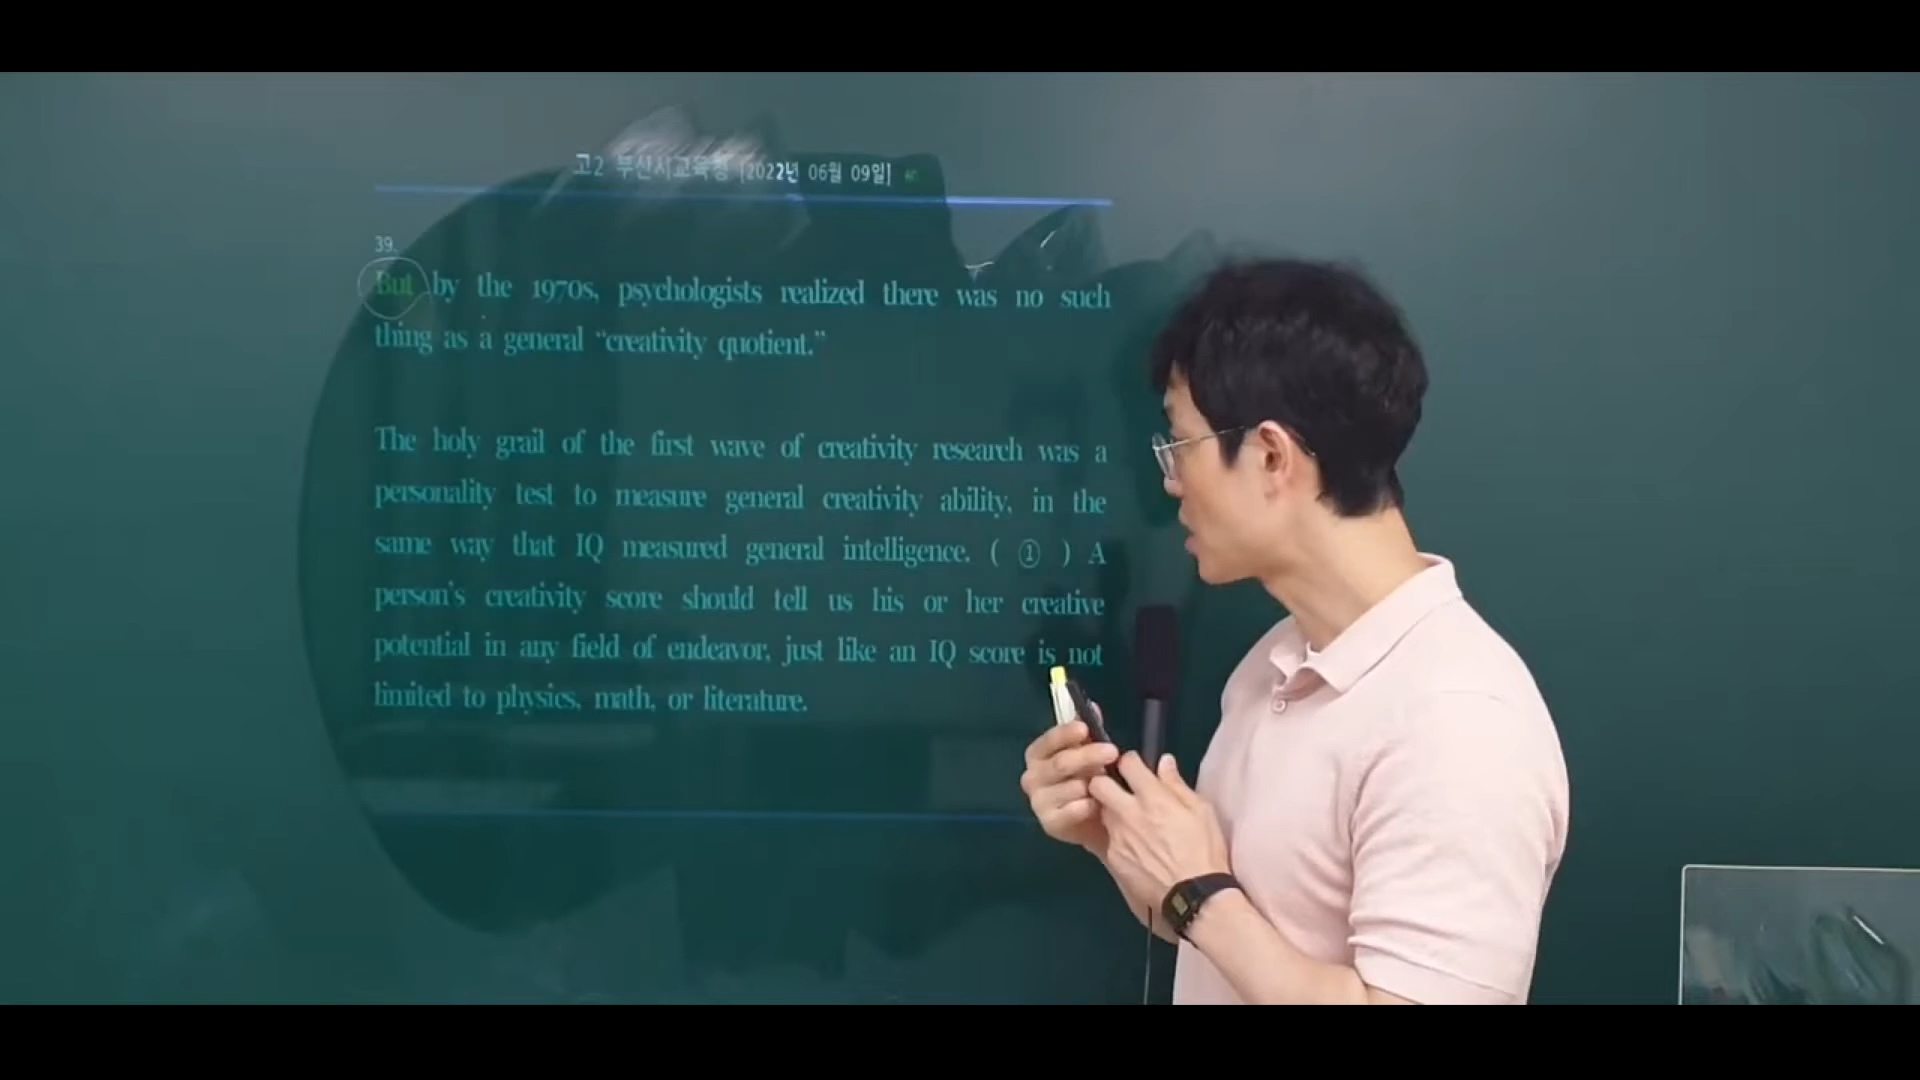 고2 부산시교육청 [2022년 06월 09일]
39.
But by the 1970s, psychologists realized there was no such
thing as a general “creativity quotient.”
The holy grail of the first wave of creativity research was a
personality test to measure general creativity ability, in the
same way that IQ measured general intelligence. ( ① ) A
person's creativity score should tell us his or her creative
potential in any field of endeavor, just like an IQ score is not
limited to physics, math, or literature.